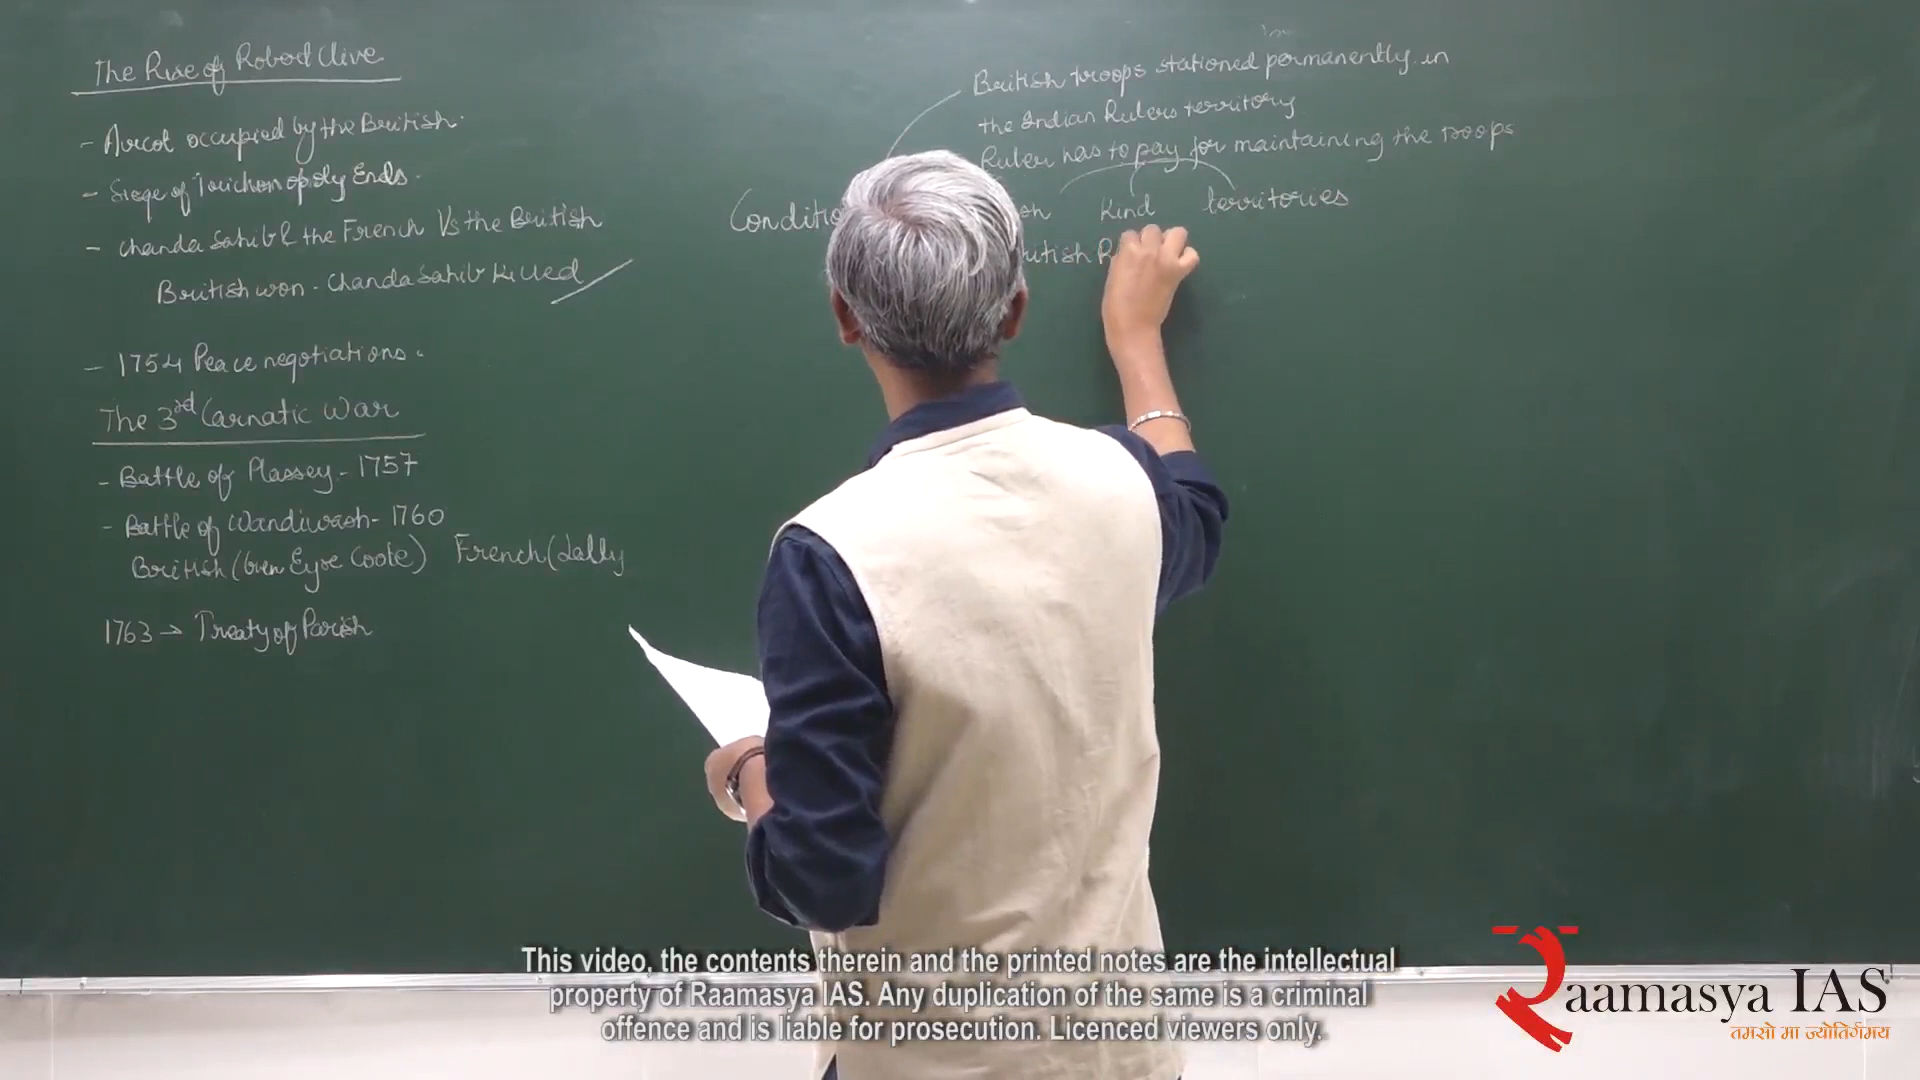 The Rise of Robert Clive
- Arcot occupied by the British.
- Siege of Trichonopoly Ends.
- Chanda Sahib & the French Vs the British
British won - Chanda Sahib killed
- 1754 Peace negotiations.
The 3rd Carnatic War
- Battle of Plassey - 1757
- Battle of Wandiwash - 1760
British (Gen Eyre Coote) French (Lally
1763 → Treaty of Parish
British troops stationed permanently in
the Indian Rulers territory
Ruler has to pay for maintaining the troops
Kind territories
This video, the contents therein and the printed notes are the intellectual
property of Raamasya IAS. Any duplication of the same is a criminal
offence and is liable for prosecution. Licenced viewers only.
Raamasya IAS
तमसो मा ज्योतिर्गमय